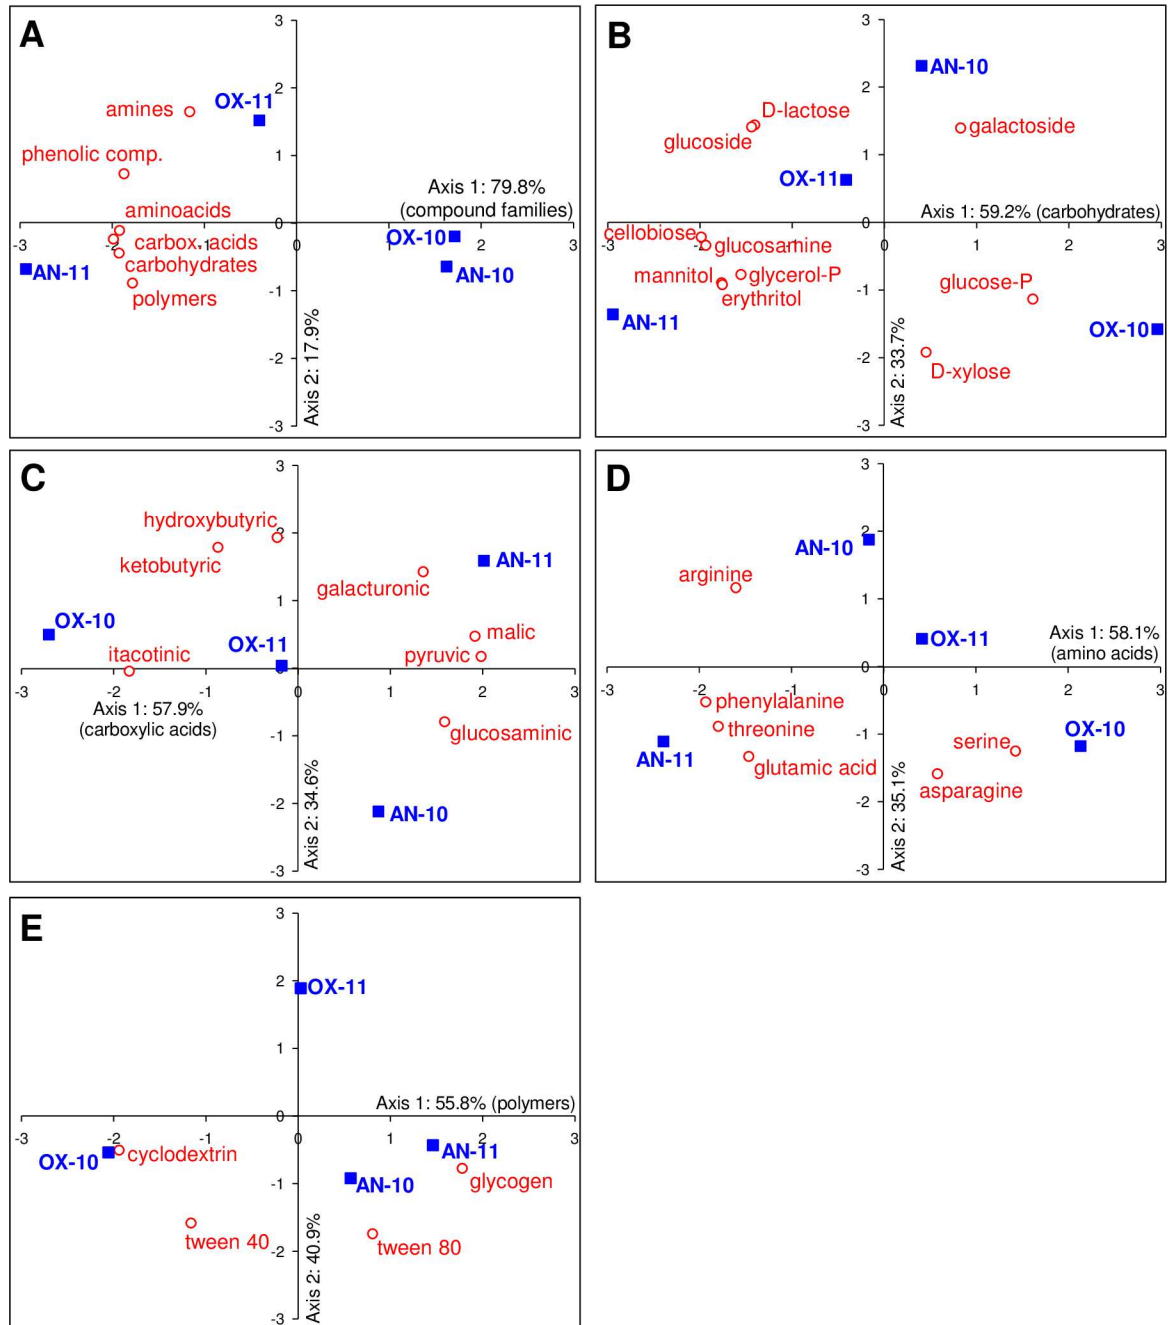 A
3
2
1
0
-1
-2
-3
-3
-2
-1
0
1
2
3
amines
OX-11
phenolic comp.
aminoacids
carbox. acids
carbohydrates
polymers
AN-11
Axis 1: 79.8%
(compound families)
OX-10
AN-10
Axis 2: 17.9%
B
3
2
1
0
-1
-2
-3
-3
-2
-1
0
1
2
3
AN-10
D-lactose
glucoside
galactoside
OX-11
Axis 1: 59.2% (carbohydrates)
cellobiose
glucosamine
mannitol
glycerol-P
erythritol
glucose-P
AN-11
OX-10
D-xylose
Axis 2: 33.7%
C
3
2
1
0
-1
-2
-3
-3
-2
-1
0
1
2
3
hydroxybutyric
ketobutyric
AN-11
galacturonic
OX-10
malic
OX-11
pyruvic
itacotinic
Axis 1: 57.9%
(carboxylic acids)
glucosaminic
AN-10
Axis 2: 34.6%
D
3
2
1
0
-1
-2
-3
-3
-2
-1
0
1
2
3
AN-10
arginine
OX-11
Axis 1: 58.1%
(amino acids)
phenylalanine
threonine
AN-11
glutamic acid
OX-10
serine
asparagine
Axis 2: 35.1%
E
3
2
1
0
-1
-2
-3
-3
-2
-1
0
1
2
3
OX-11
Axis 1: 55.8% (polymers)
OX-10
cyclodextrin
AN-11
AN-10
glycogen
tween 40
tween 80
Axis 2: 40.9%